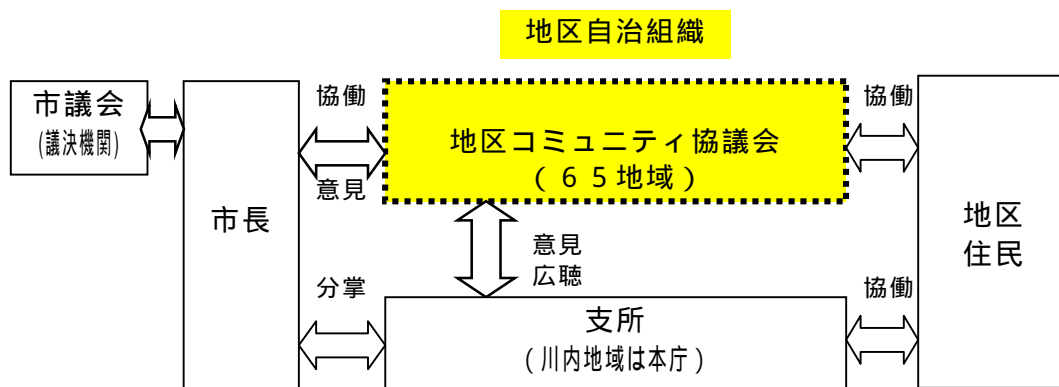 地区自治組織
市議会
(議決機関)
市長
協働
意見
地区コミュニティ協議会
(65地域)
協働
地区
住民
意見
広聴
分掌
支所
(川内地域は本庁)
協働